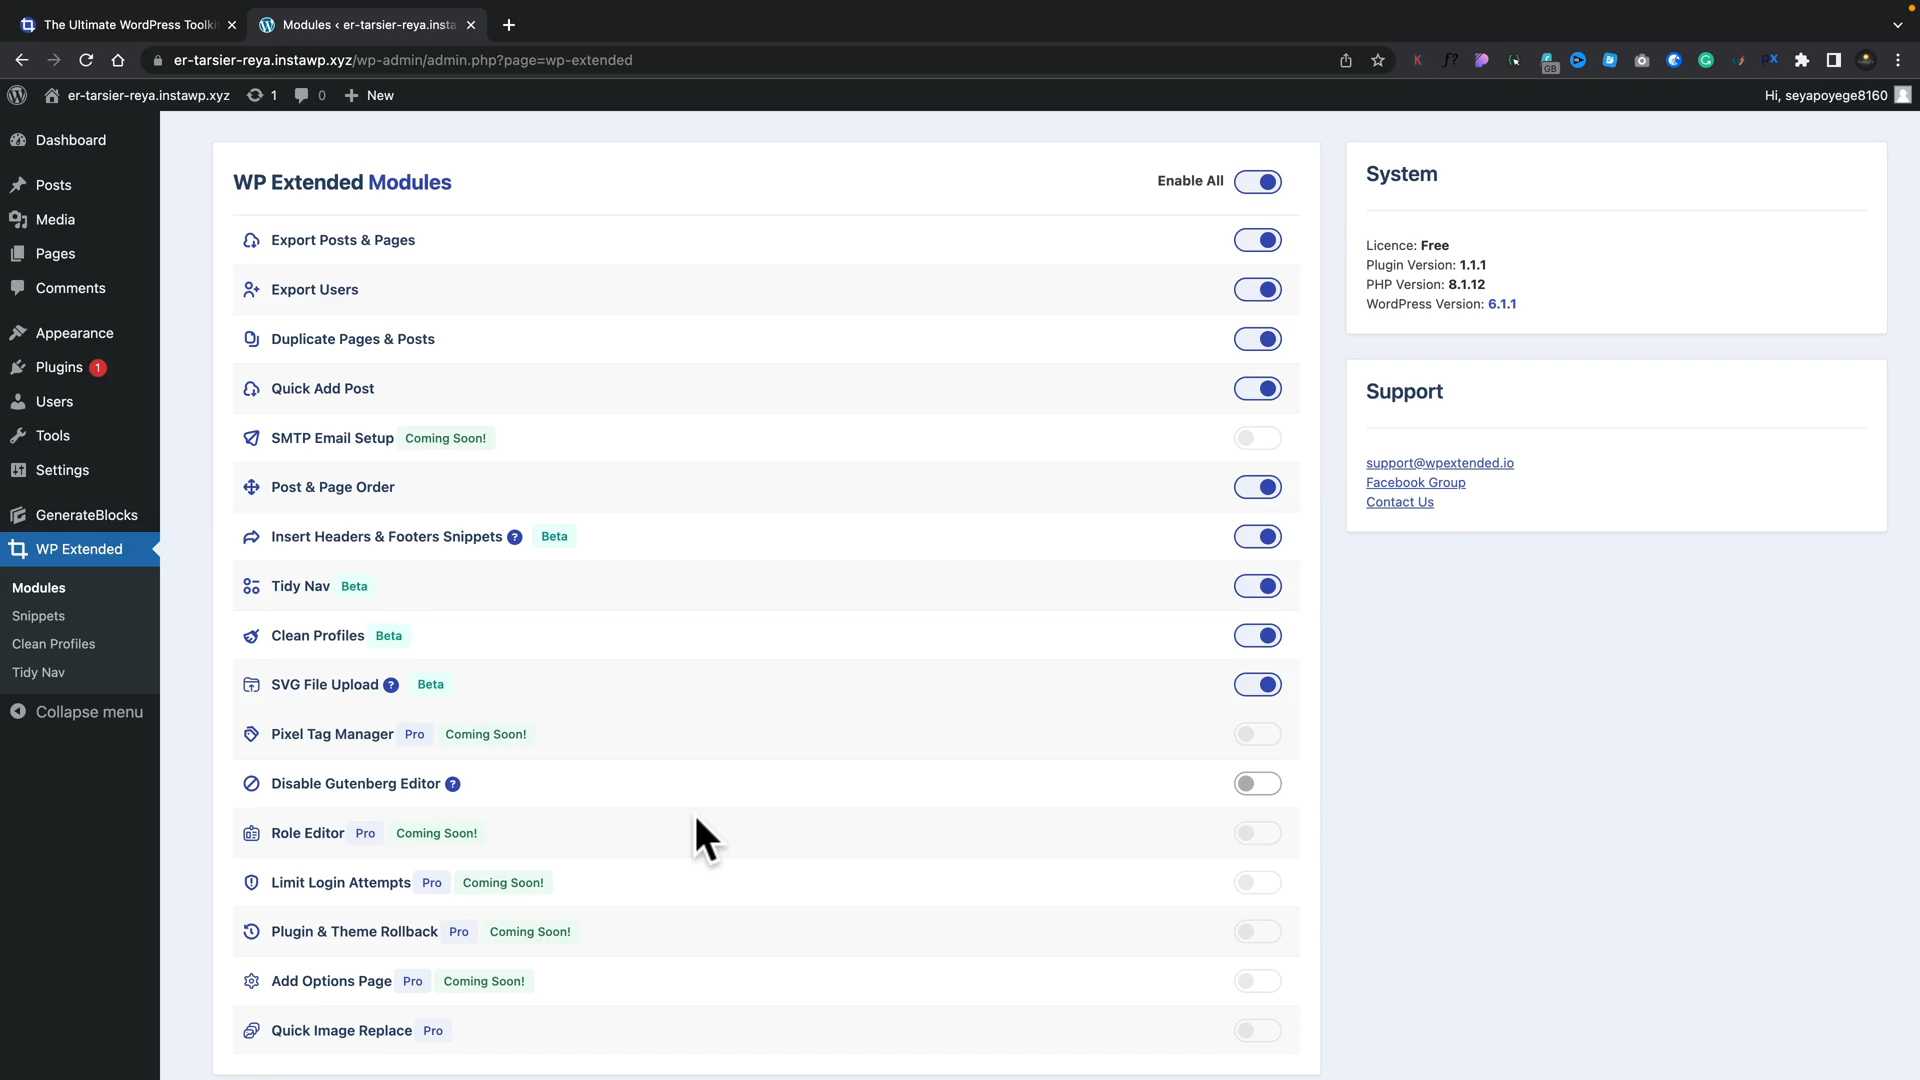 The Ultimate WordPress Toolki
Modules ‹ er-tarsier-reya.insta
er-tarsier-reya.instawp.xyz/wp-admin/admin.php?page=wp-extended
er-tarsier-reya.instawp.xyz
1
0
New
Hi, seyapoyege8160
Dashboard
Posts
Media
Pages
Comments
Appearance
Plugins 1
Users
Tools
Settings
GenerateBlocks
WP Extended
Modules
Snippets
Clean Profiles
Tidy Nav
Collapse menu
WP Extended Modules
Enable All
Export Posts & Pages
Export Users
Duplicate Pages & Posts
Quick Add Post
SMTP Email Setup Coming Soon!
Post & Page Order
Insert Headers & Footers Snippets ? Beta
Tidy Nav Beta
Clean Profiles Beta
SVG File Upload ? Beta
Pixel Tag Manager Pro Coming Soon!
Disable Gutenberg Editor ?
Role Editor Pro Coming Soon!
Limit Login Attempts Pro Coming Soon!
Plugin & Theme Rollback Pro Coming Soon!
Add Options Page Pro Coming Soon!
Quick Image Replace Pro
System
Licence: Free
Plugin Version: 1.1.1
PHP Version: 8.1.12
WordPress Version: 6.1.1
Support
support@wpextended.io
Facebook Group
Contact Us